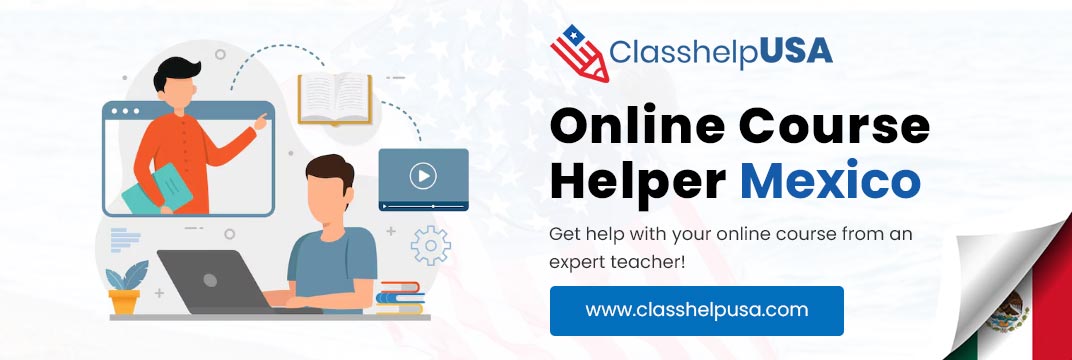 ClasshelpUSA
Online Course
Helper Mexico
Get help with your online course from an
expert teacher!
www.classhelpusa.com